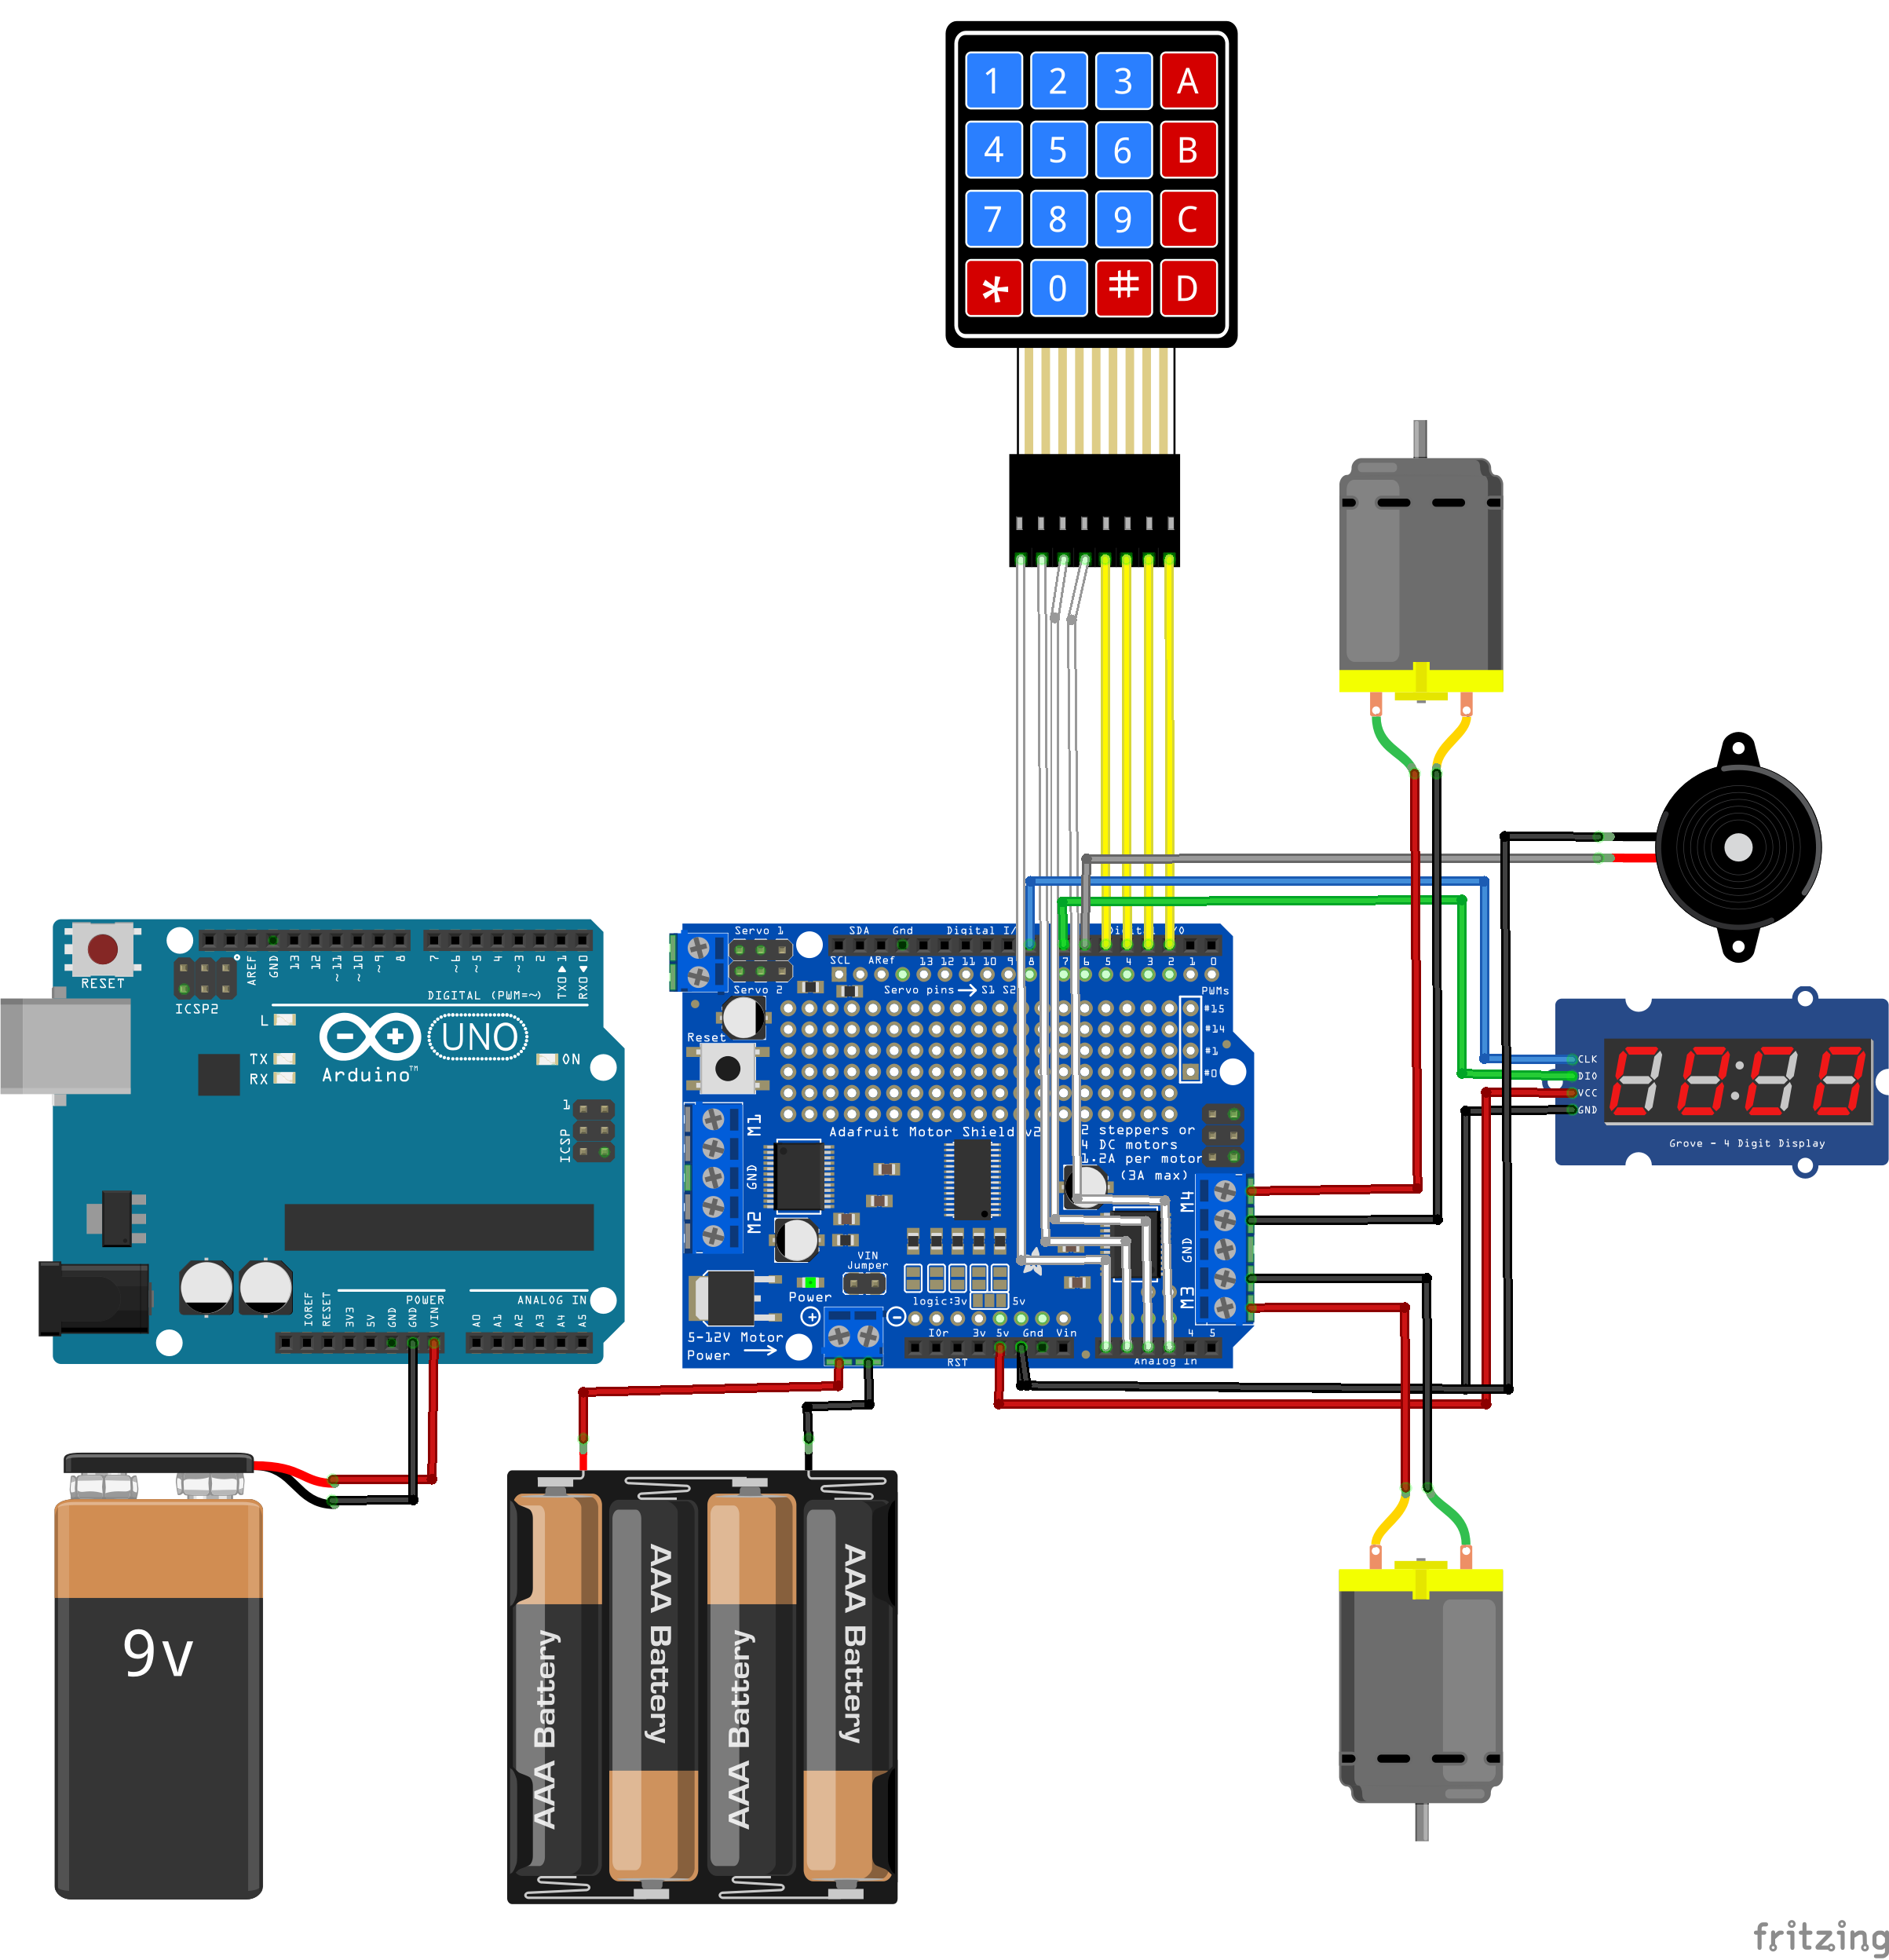 1 2 3 A
4 5 6 B
7 8 9 C
* 0 # D
RESET
ICSP2
AREF
GND
13
12
~11
~10
~9
8
7
~6
~5
4
~3
2
TX0▶1
RX0◀0
DIGITAL (PWM=~)
L
TX
RX
UNO
Arduino™
ON
1
ICSP
POWER
ANALOG IN
IOREF
RESET
3V3
5V
GND
GND
VIN
A0
A1
A2
A3
A4
A5
Servo 1
SDA
Gnd
Digital I/
SCL
ARef
13 12 11 10 9 8 7 6 5 4 3 2 1 0
Servo 2
Servo pins → S1 S2
PWMs
#15
#14
#1
#0
Reset
M1
GND
M2
Adafruit Motor Shield v2
2 steppers or
4 DC motors
1.2A per motor
(3A max)
M4
GND
M3
VIN
Jumper
Power
logic:3v
5v
+
-
5-12V Motor
Power
IOr
3v
5v
Gnd
Vin
4
5
RST
Analog In
CLK
DIO
VCC
GND
Grove - 4 Digit Display
9v
AAA Battery
AAA Battery
AAA Battery
AAA Battery
fritzing